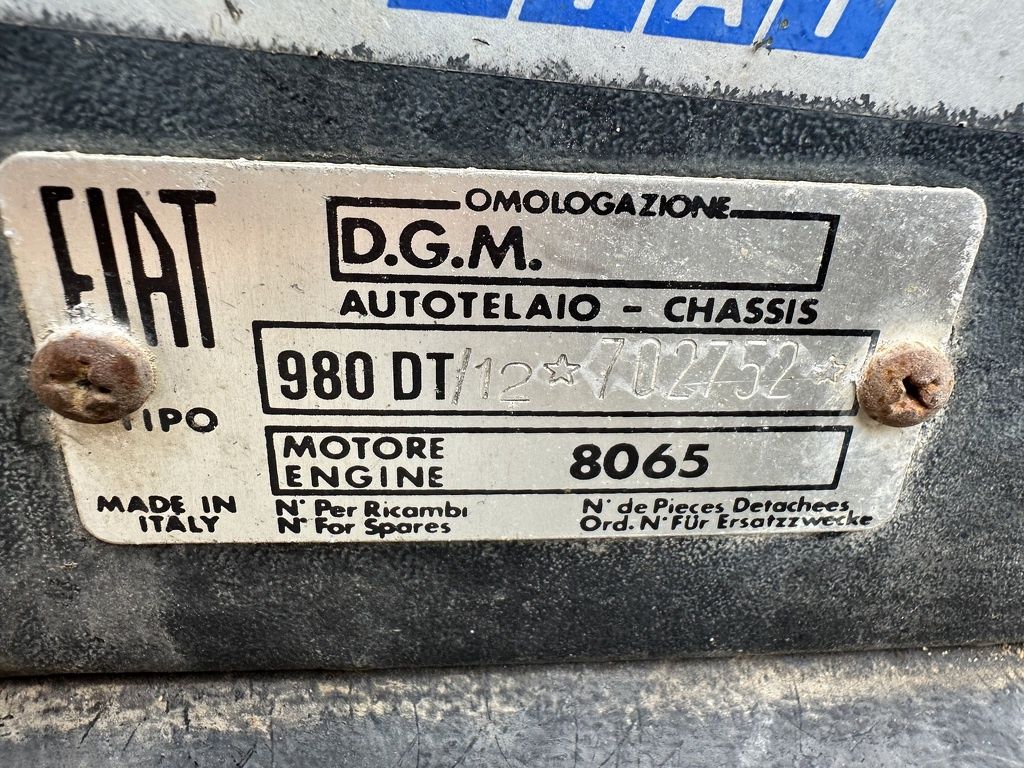 FIAT
FIAT
OMOLOGAZIONE
D.G.M.
AUTOTELAIO - CHASSIS
980 DT/12☆702752☆
TIPO
MOTORE
ENGINE 8065
MADE IN
ITALY
N° Per Ricambi
N° For Spares
N° de Pieces Detachees
Ord. N° Für Ersatzzwecke